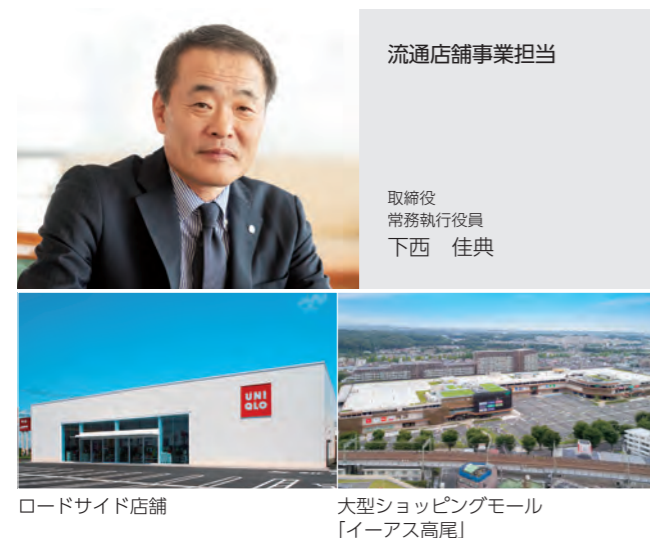 流通店舗事業担当
取締役
常務執行役員
下西　佳典
UNI
QLO
ロードサイド店舗
大型ショッピングモール
「イーアス高尾」